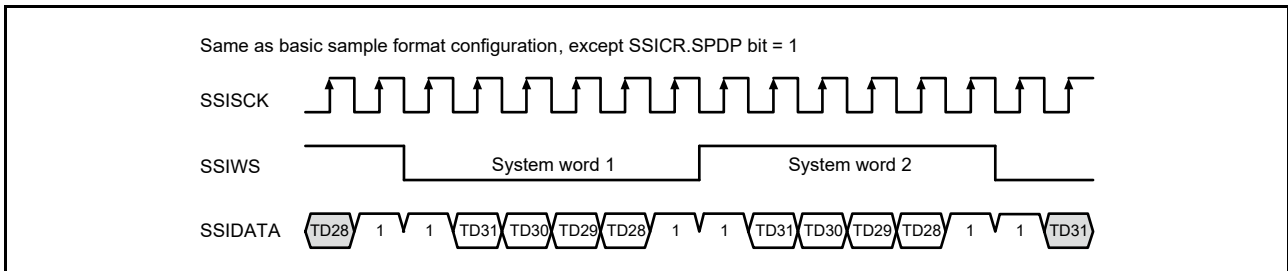 Same as basic sample format configuration, except SSICR.SPDP bit = 1
SSISCK
SSIWS System word 1 System word 2
SSIDATA TD28 1 1 TD31 TD30 TD29 TD28 1 1 TD31 TD30 TD29 TD28 1 1 TD31